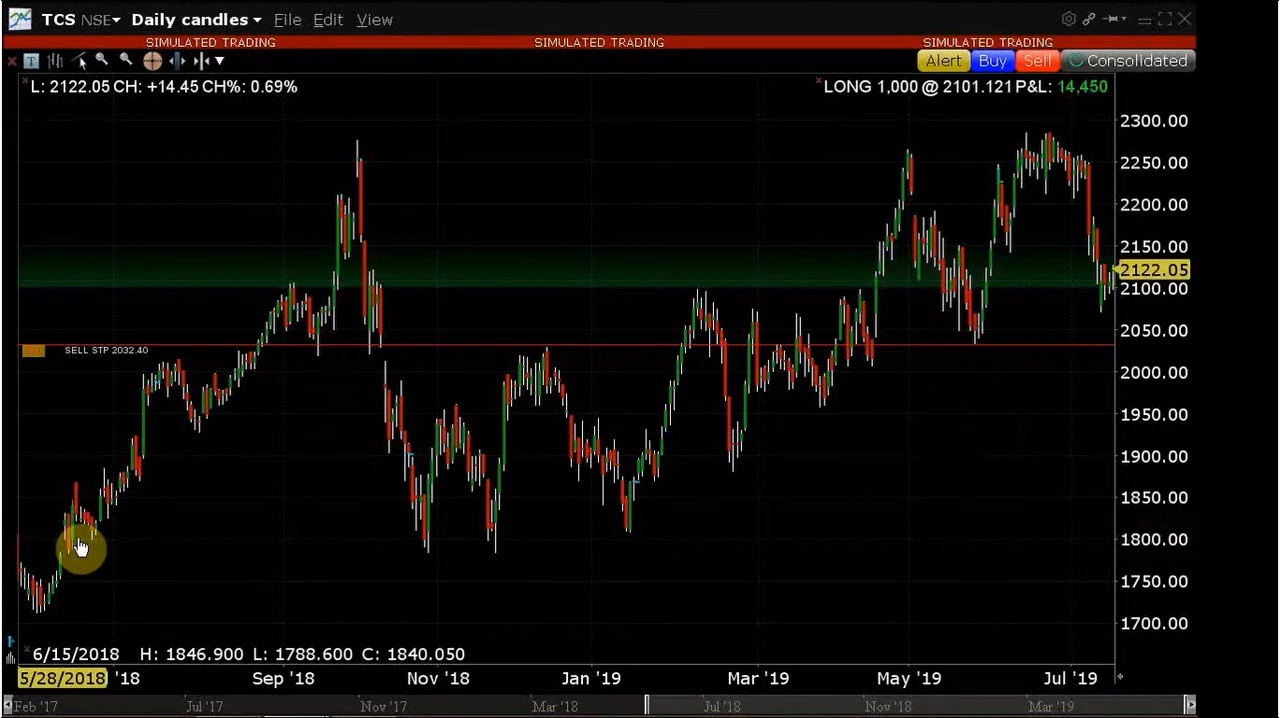 TCS NSE Daily candles File Edit View
SIMULATED TRADING SIMULATED TRADING SIMULATED TRADING
T Alert Buy Sell Consolidated
L: 2122.05 CH: +14.45 CH%: 0.69% LONG 1,000 @ 2101.121 P&L: 14,450
2300.00
2250.00
2200.00
2150.00
2122.05
2100.00
2050.00
SELL STP 2032.40
2000.00
1950.00
1900.00
1850.00
1800.00
1750.00
1700.00
6/15/2018 H: 1846.900 L: 1788.600 C: 1840.050
5/28/2018 '18 Sep '18 Nov '18 Jan '19 Mar '19 May '19 Jul '19
Feb '17 Jul '17 Nov '17 Mar '18 Jul '18 Nov '18 Mar '19